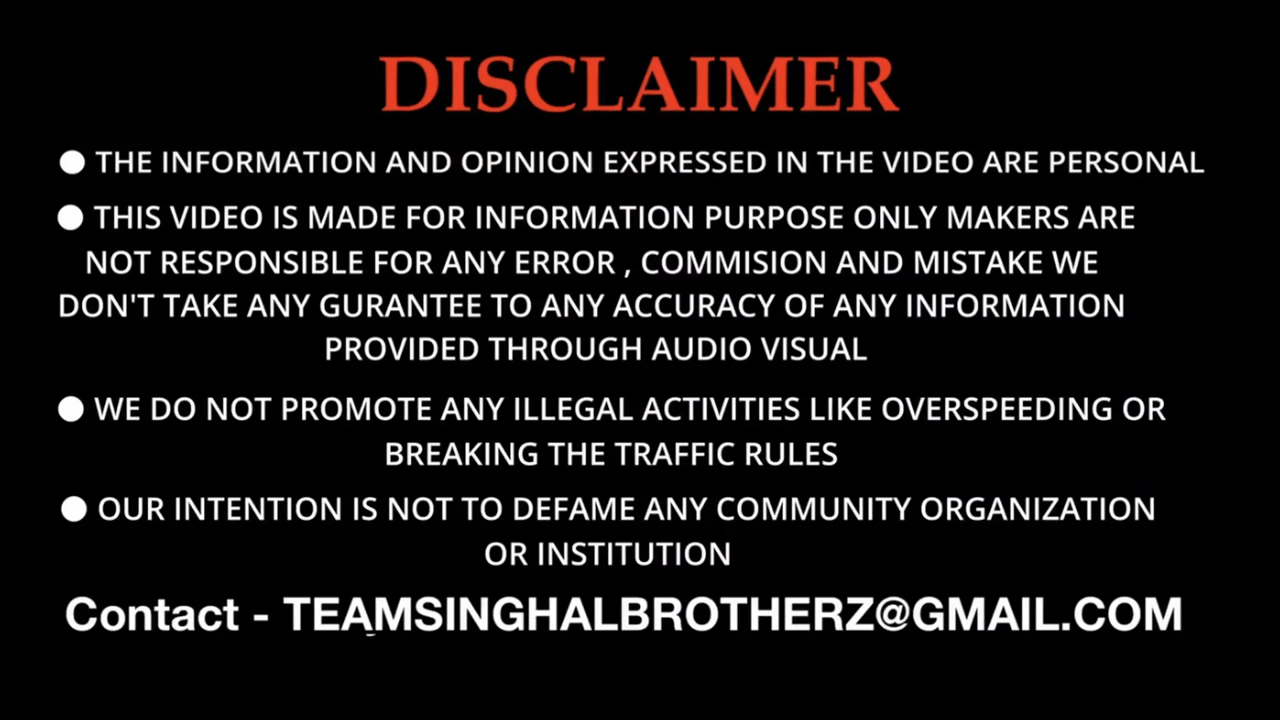 DISCLAIMER
● THE INFORMATION AND OPINION EXPRESSED IN THE VIDEO ARE PERSONAL
● THIS VIDEO IS MADE FOR INFORMATION PURPOSE ONLY MAKERS ARE
NOT RESPONSIBLE FOR ANY ERROR , COMMISION AND MISTAKE WE
DON'T TAKE ANY GURANTEE TO ANY ACCURACY OF ANY INFORMATION
PROVIDED THROUGH AUDIO VISUAL
● WE DO NOT PROMOTE ANY ILLEGAL ACTIVITIES LIKE OVERSPEEDING OR
BREAKING THE TRAFFIC RULES
● OUR INTENTION IS NOT TO DEFAME ANY COMMUNITY ORGANIZATION
OR INSTITUTION
Contact - TEAMSINGHALBROTHERZ@GMAIL.COM